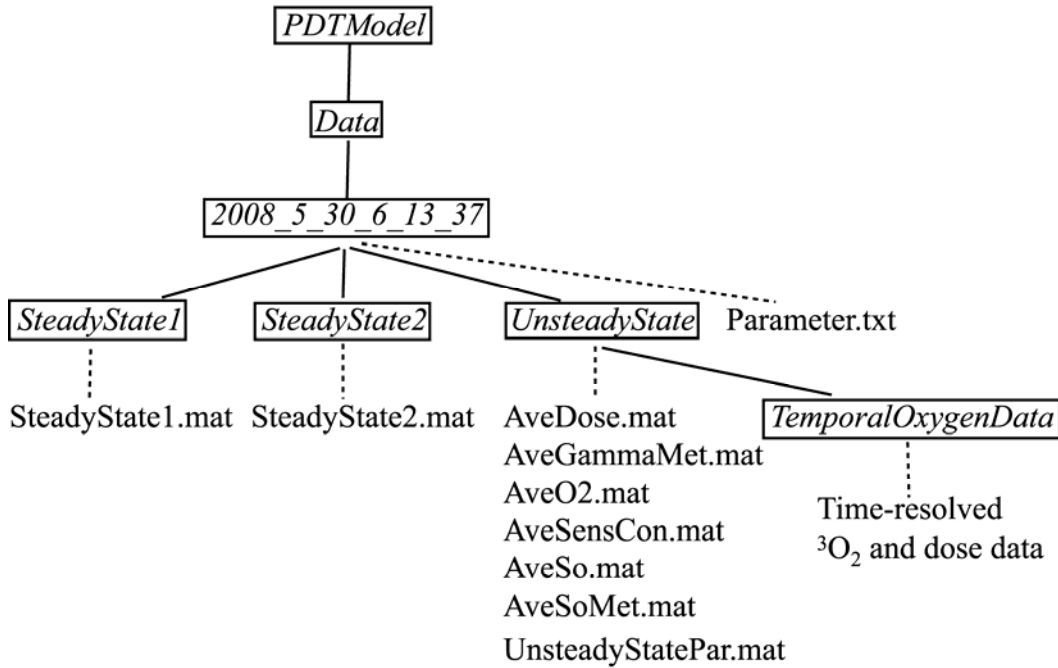 PDTModel
Data
2008_5_30_6_13_37
SteadyState1
SteadyState2
UnsteadyState
Parameter.txt
SteadyState1.mat
SteadyState2.mat
AveDose.mat
AveGammaMet.mat
AveO2.mat
AveSensCon.mat
AveSo.mat
AveSoMet.mat
UnsteadyStatePar.mat
TemporalOxygenData
Time-resolved
³O₂ and dose data